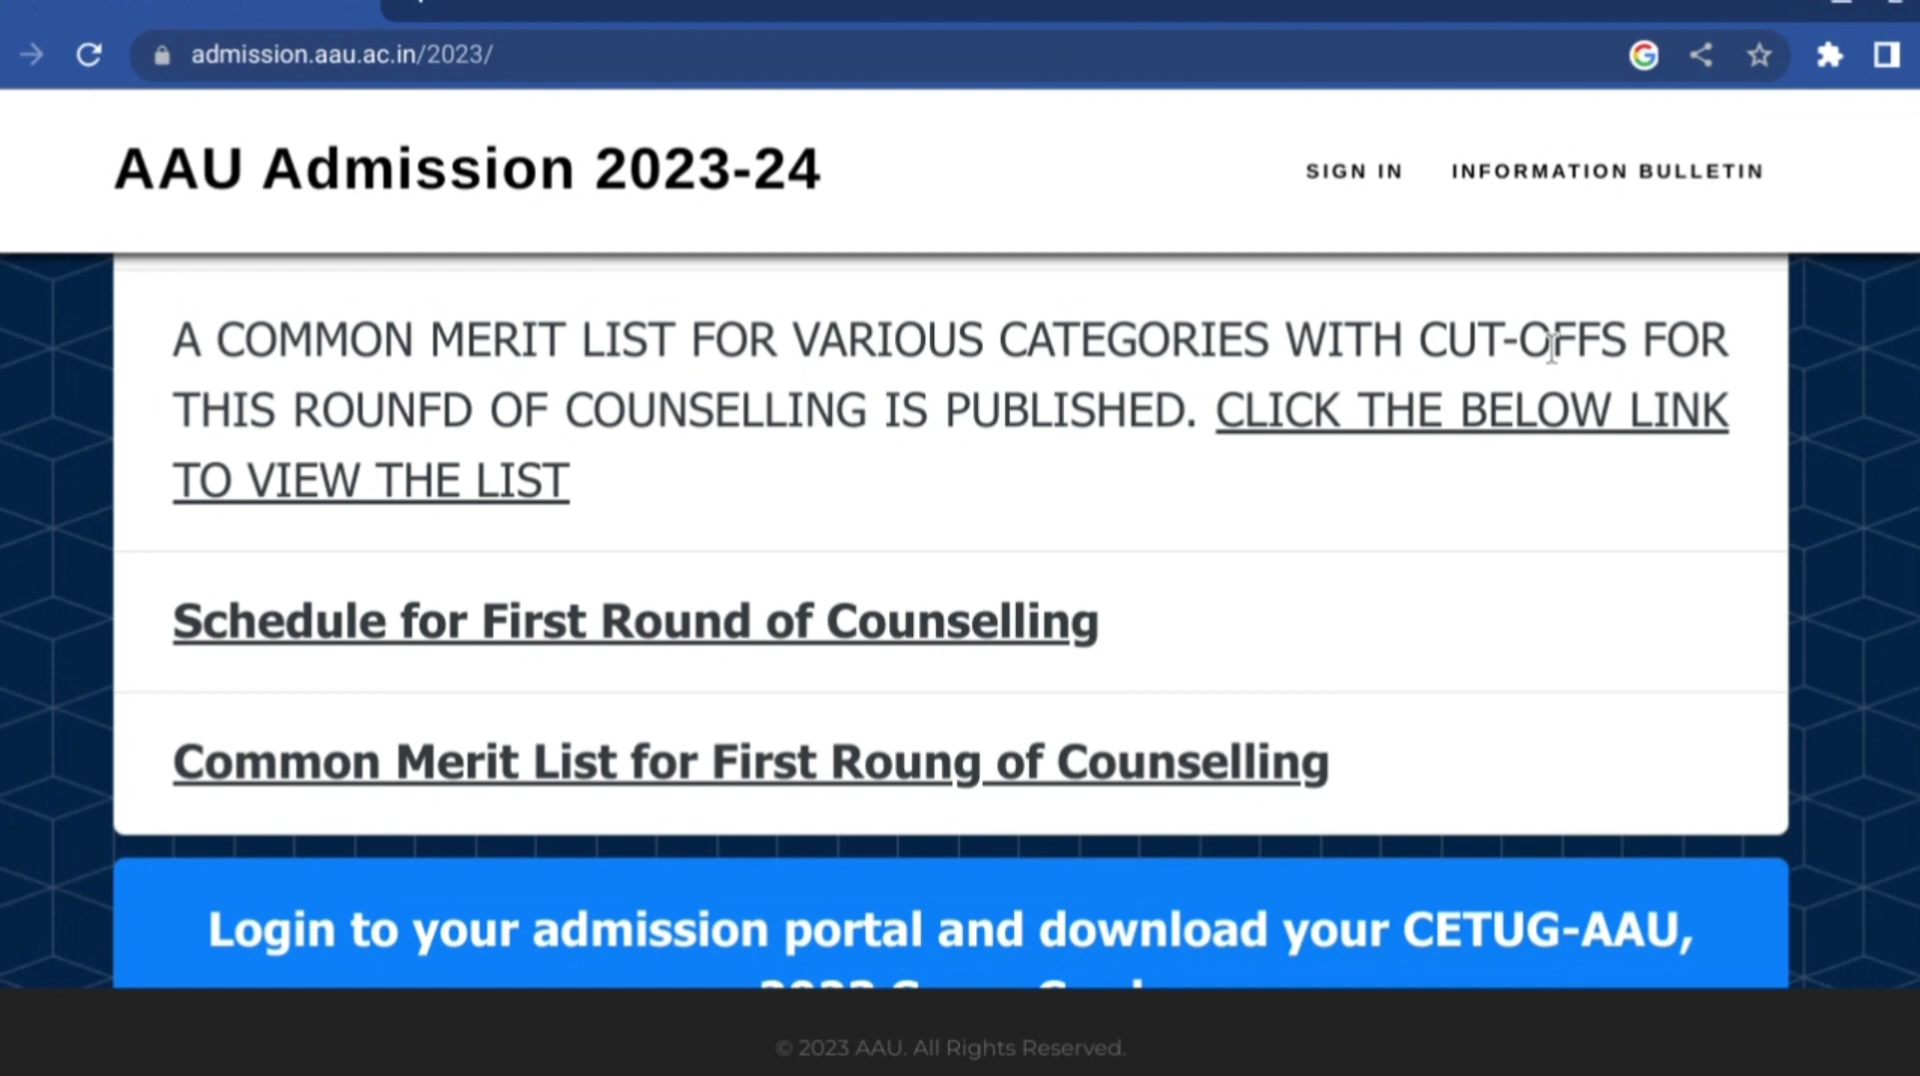 admission.aau.ac.in/2023/
AAU Admission 2023-24
SIGN IN INFORMATION BULLETIN
A COMMON MERIT LIST FOR VARIOUS CATEGORIES WITH CUT-OFFS FOR
THIS ROUNFD OF COUNSELLING IS PUBLISHED. CLICK THE BELOW LINK
TO VIEW THE LIST
Schedule for First Round of Counselling
Common Merit List for First Roung of Counselling
Login to your admission portal and download your CETUG-AAU,
© 2023 AAU. All Rights Reserved.